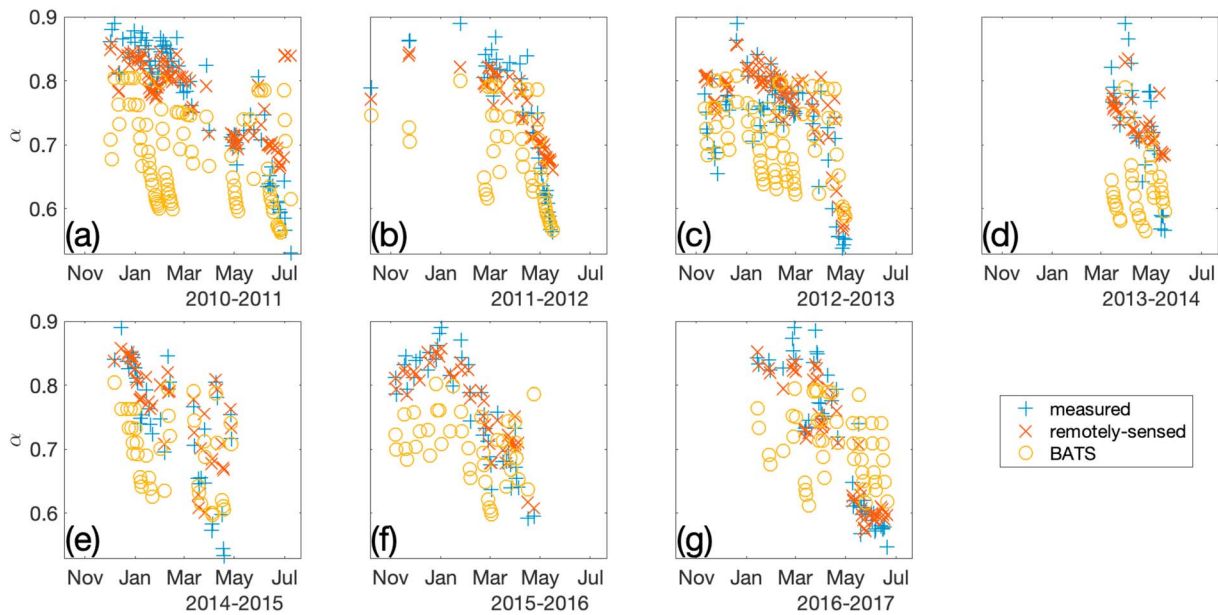 0.9
0.8
α
0.7
0.6
(a)
(b)
(c)
(d)
Nov Jan Mar May Jul
2010-2011
Nov Jan Mar May Jul
2011-2012
Nov Jan Mar May Jul
2012-2013
Nov Jan Mar May Jul
2013-2014
0.9
0.8
α
0.7
0.6
(e)
(f)
(g)
measured
remotely-sensed
BATS
Nov Jan Mar May Jul
2014-2015
Nov Jan Mar May Jul
2015-2016
Nov Jan Mar May Jul
2016-2017